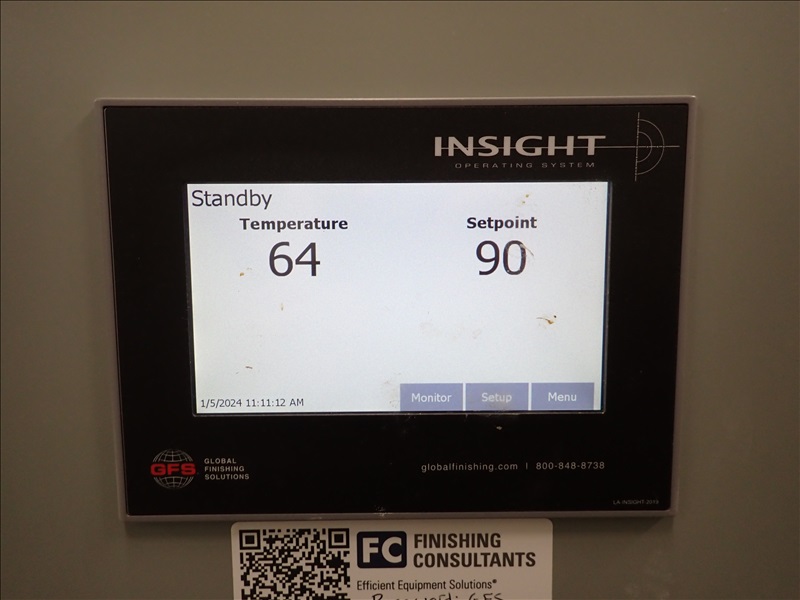 INSIGHT
OPERATING SYSTEM
Standby
Temperature Setpoint
64 90
1/5/2024 11:11:12 AM Monitor Setup Menu
GFS GLOBAL
FINISHING
SOLUTIONS
globalfinishing.com | 800-848-8738
LA-INSIGHT-2019
FC FINISHING
CONSULTANTS
Efficient Equipment Solutions®
GFS